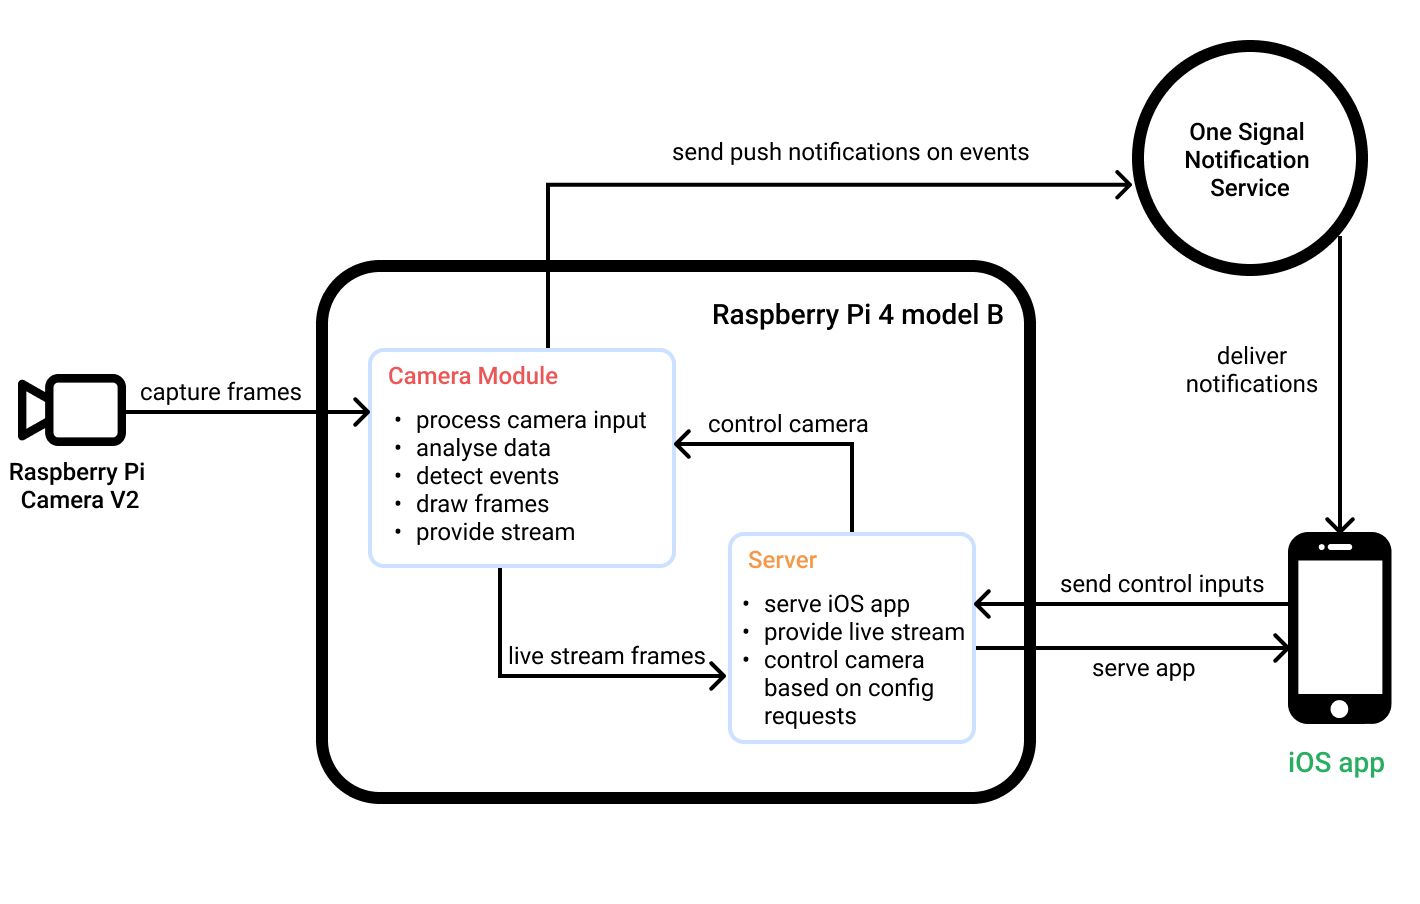 One Signal
Notification
Service
send push notifications on events
Raspberry Pi 4 model B
deliver
notifications
capture frames
Raspberry Pi
Camera V2
Camera Module
• process camera input
• analyse data
• detect events
• draw frames
• provide stream
control camera
live stream frames
Server
• serve iOS app
• provide live stream
• control camera
based on config
requests
send control inputs
serve app
iOS app